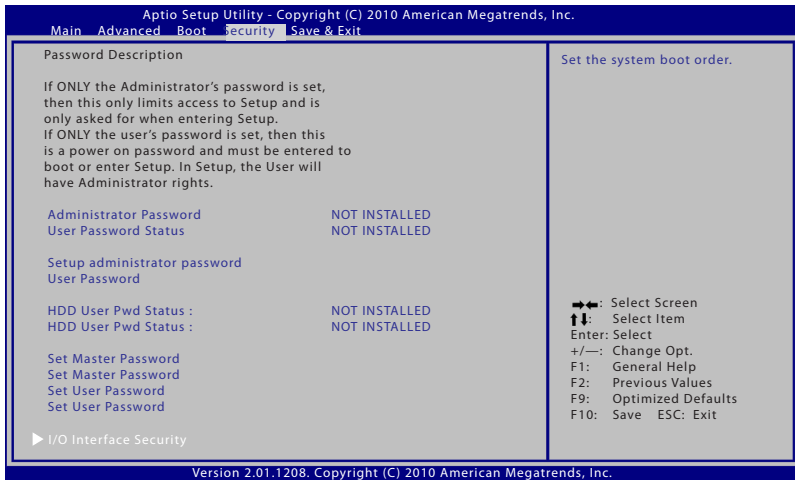 Aptio Setup Utility - Copyright (C) 2010 American Megatrends, Inc.
Main Advanced Boot Security Save & Exit
Password Description
If ONLY the Administrator's password is set,
then this only limits access to Setup and is
only asked for when entering Setup.
If ONLY the user's password is set, then this
is a power on password and must be entered to
boot or enter Setup. In Setup, the User will
have Administrator rights.
Administrator Password NOT INSTALLED
User Password Status NOT INSTALLED
Setup administrator password
User Password
HDD User Pwd Status : NOT INSTALLED
HDD User Pwd Status : NOT INSTALLED
Set Master Password
Set Master Password
Set User Password
Set User Password
I/O Interface Security
Set the system boot order.
→←: Select Screen
↑↓: Select Item
Enter: Select
+/—: Change Opt.
F1: General Help
F2: Previous Values
F9: Optimized Defaults
F10: Save ESC: Exit
Version 2.01.1208. Copyright (C) 2010 American Megatrends, Inc.